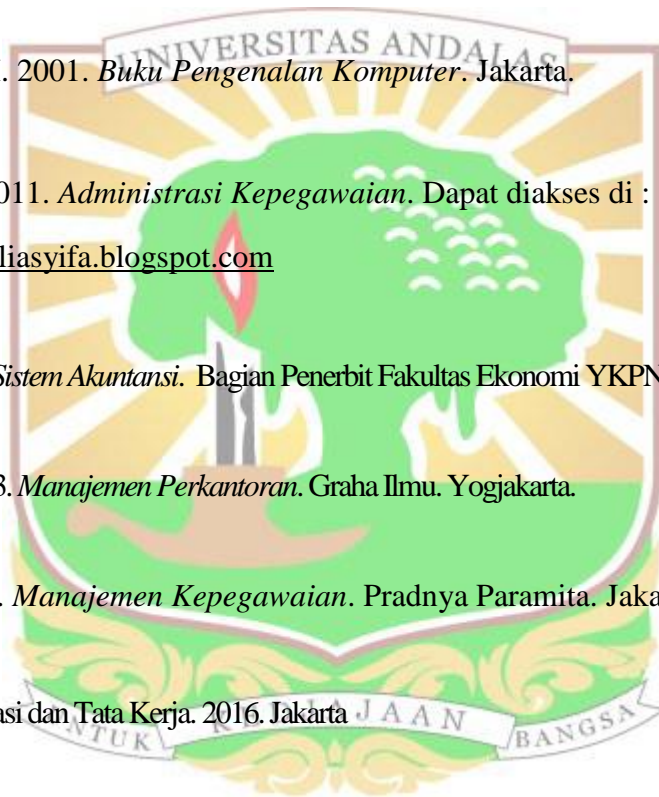 UNIVERSITAS ANDALAS
. 2001. Buku Pengenalan Komputer. Jakarta.
011. Administrasi Kepegawaian. Dapat diakses di :
liasyifa.blogspot.com
Sistem Akuntansi. Bagian Penerbit Fakultas Ekonomi YKPN
3. Manajemen Perkantoran. Graha Ilmu. Yogjakarta.
. Manajemen Kepegawaian. Pradnya Paramita. Jaka
asi dan Tata Kerja. 2016. Jakarta
UNTUK KEDJAJAAN BANGSA